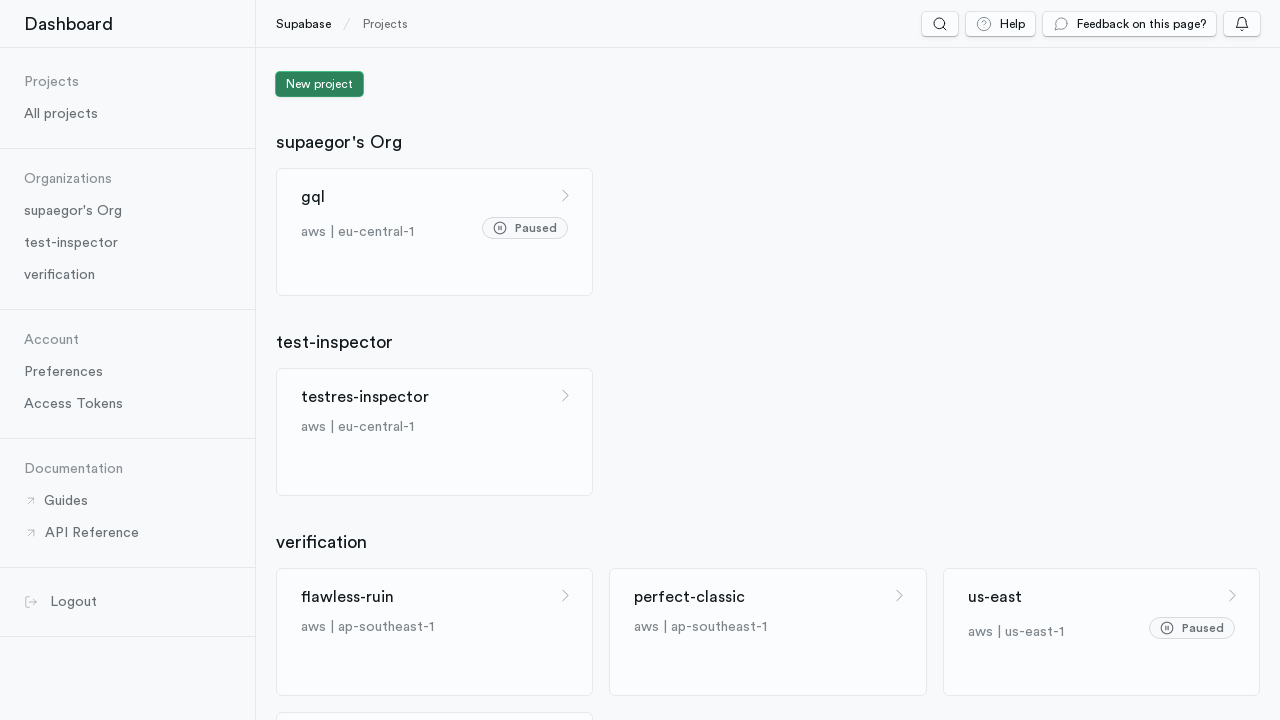 Dashboard
Supabase / Projects
Help
Feedback on this page?
Projects
All projects
Organizations
supaegor's Org
test-inspector
verification
Account
Preferences
Access Tokens
Documentation
Guides
API Reference
Logout
New project
supaegor's Org
gql
aws | eu-central-1
Paused
test-inspector
testres-inspector
aws | eu-central-1
verification
flawless-ruin
aws | ap-southeast-1
perfect-classic
aws | ap-southeast-1
us-east
aws | us-east-1
Paused